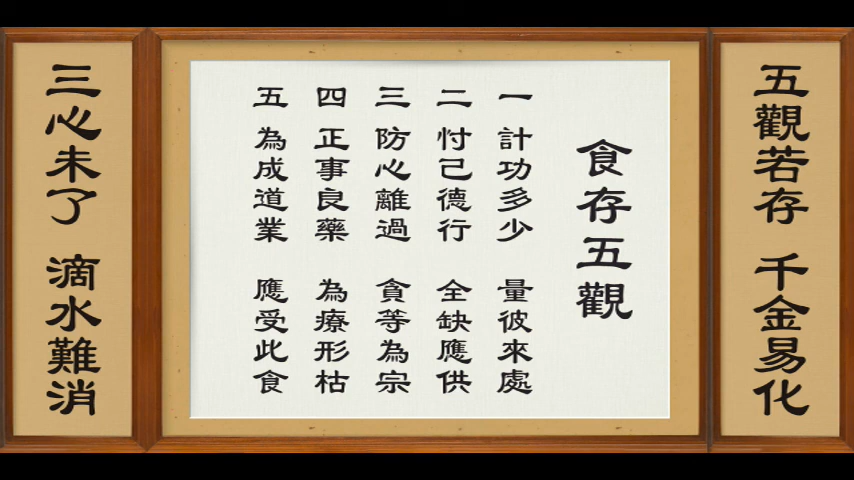 五觀若存 千金易化
食存五觀
一 計功多少 量彼來處
二 忖己德行 全缺應供
三 防心離過 貪等為宗
四 正事良藥 為療形枯
五 為成道業 應受此食
三心未了 滴水難消